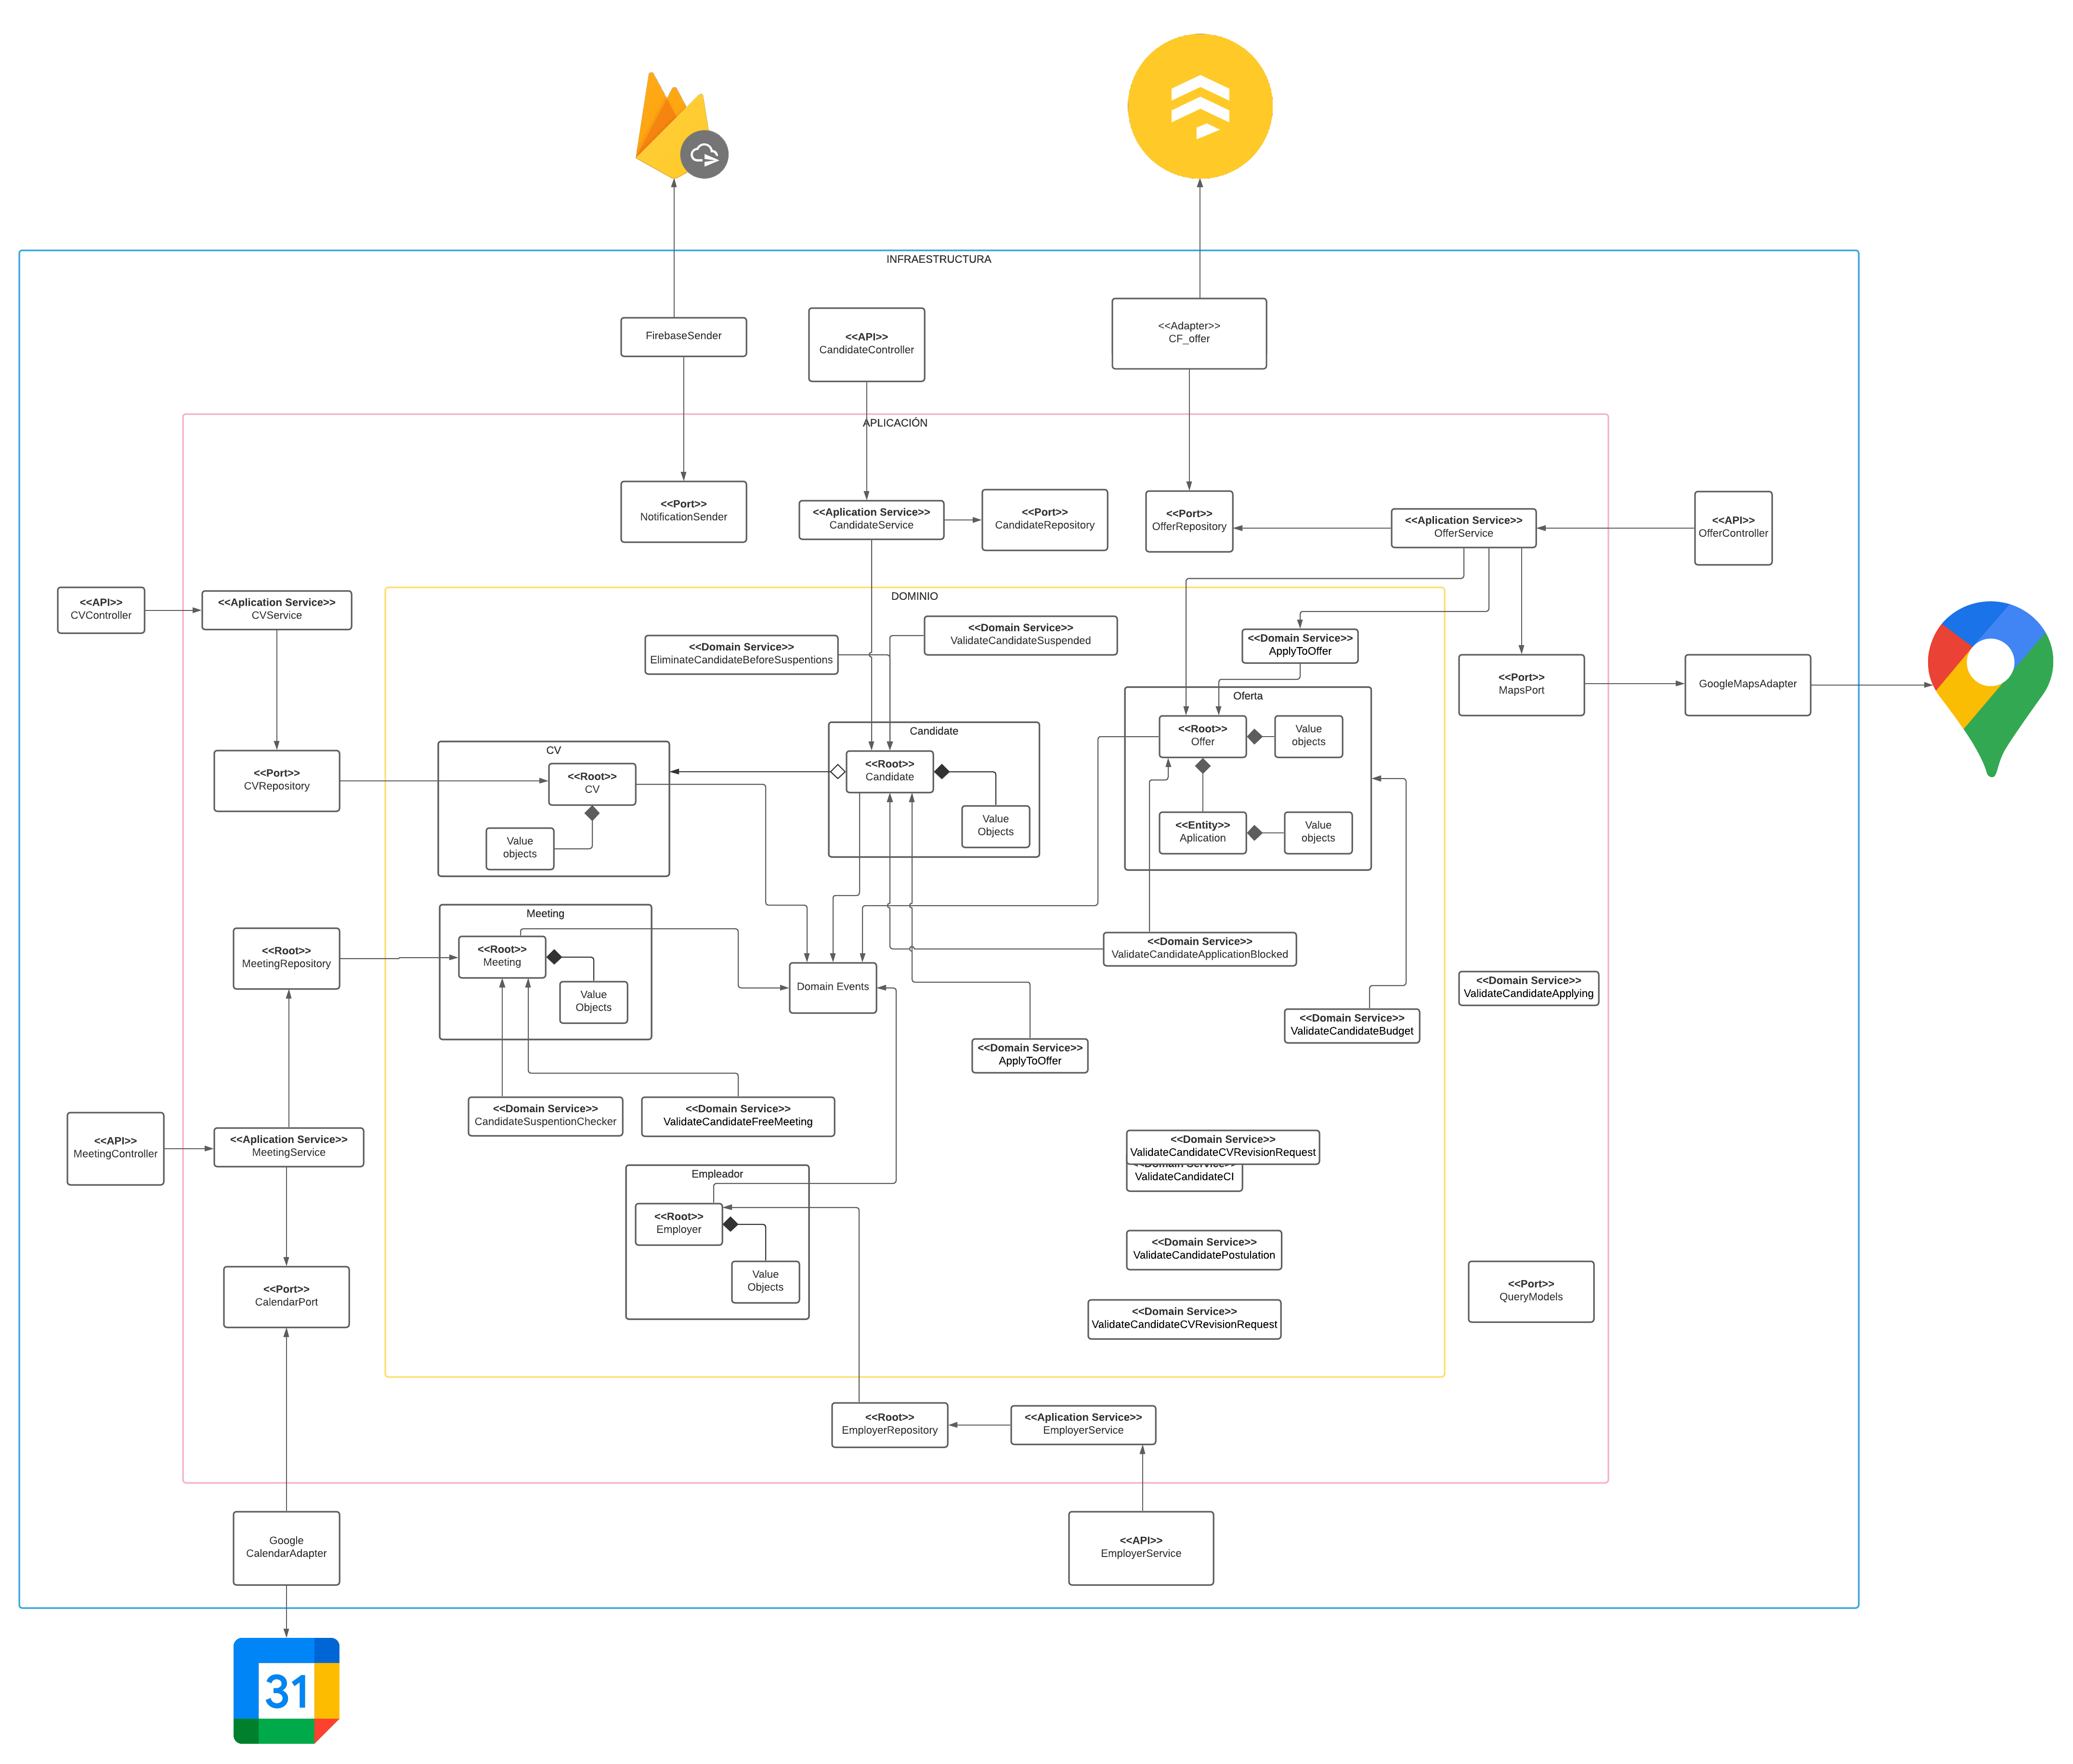 INFRAESTRUCTURA
FirebaseSender
<<API>>
CandidateController
<<Adapter>>
CF_offer
APLICACIÓN
<<Port>>
NotificationSender
<<Aplication Service>>
CandidateService
<<Port>>
CandidateRepository
<<Port>>
OfferRepository
<<Aplication Service>>
OfferService
<<API>>
OfferController
<<API>>
CVController
<<Aplication Service>>
CVService
DOMINIO
<<Domain Service>>
EliminateCandidateBeforeSuspentions
<<Domain Service>>
ValidateCandidateSuspended
<<Domain Service>>
ApplyToOffer
<<Port>>
MapsPort
GoogleMapsAdapter
<<Port>>
CVRepository
CV
<<Root>>
CV
Value
objects
Candidate
<<Root>>
Candidate
Value
Objects
Oferta
<<Root>>
Offer
Value
objects
<<Entity>>
Aplication
Value
objects
<<Root>>
MeetingRepository
Meeting
<<Root>>
Meeting
Value
Objects
Domain Events
<<Domain Service>>
ValidateCandidateApplicationBlocked
<<Domain Service>>
ValidateCandidateApplying
<<Domain Service>>
ValidateCandidateBudget
<<Domain Service>>
ApplyToOffer
<<Domain Service>>
CandidateSuspentionChecker
<<Domain Service>>
ValidateCandidateFreeMeeting
<<API>>
MeetingController
<<Aplication Service>>
MeetingService
<<Domain Service>>
ValidateCandidateCVRevisionRequest
<<Domain Service>>
ValidateCandidateCI
Empleador
<<Root>>
Employer
Value
Objects
<<Domain Service>>
ValidateCandidatePostulation
<<Port>>
CalendarPort
<<Port>>
QueryModels
<<Domain Service>>
ValidateCandidateCVRevisionRequest
<<Root>>
EmployerRepository
<<Aplication Service>>
EmployerService
Google
CalendarAdapter
<<API>>
EmployerService
31